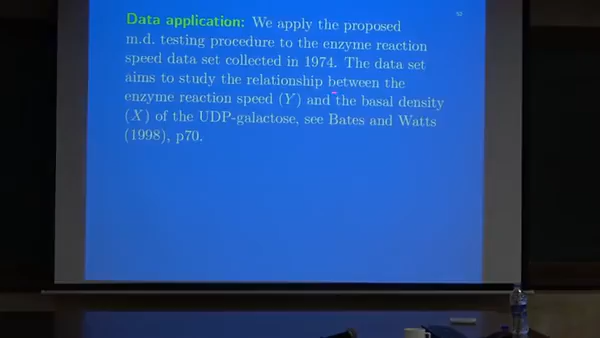 Data application: We apply the proposed
m.d. testing procedure to the enzyme reaction
speed data set collected in 1974. The data set
aims to study the relationship between the
enzyme reaction speed (Y) and the basal density
(X) of the UDP-galactose, see Bates and Watts
(1998), p70.